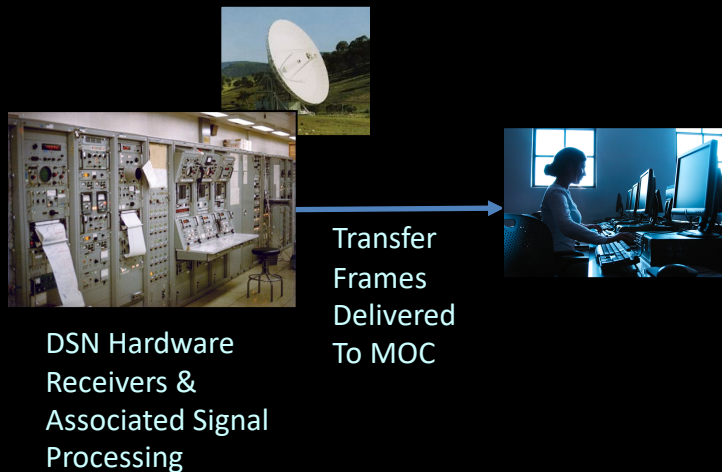 Transfer
Frames
Delivered
To MOC
DSN Hardware
Receivers &
Associated Signal
Processing